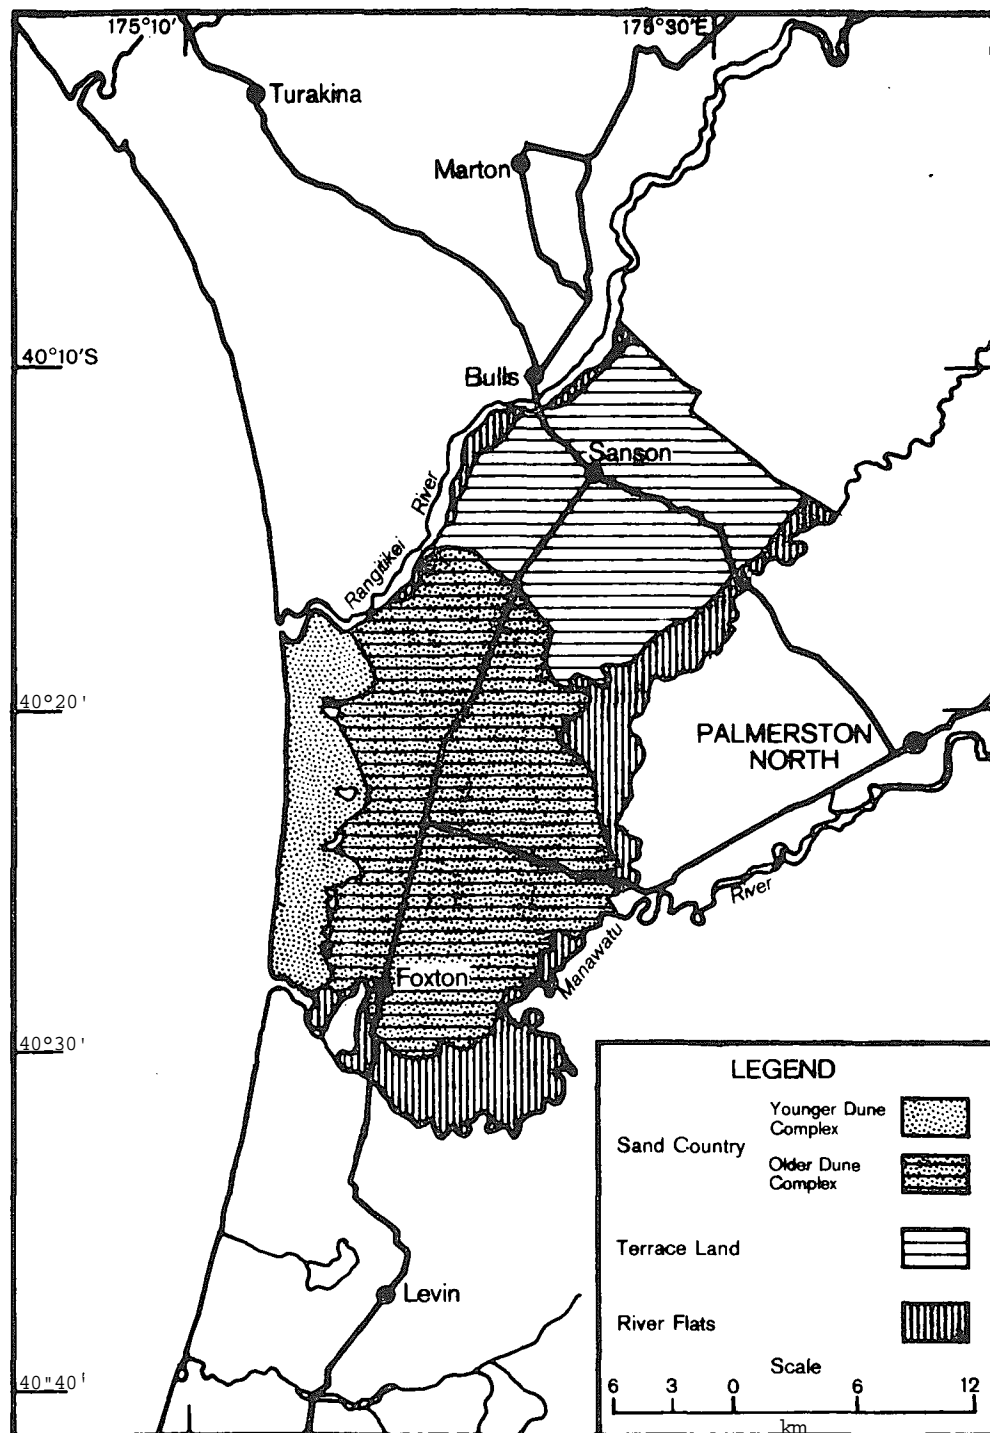 175°10'
175°30'E
Turakina
Marton
40°10'S
Bulls
Sanson
Rangitikei River
40°20'
PALMERSTON
NORTH
Manawatu River
Foxton
40°30'
LEGEND
Sand Country
Younger Dune
Complex
Older Dune
Complex
Terrace Land
River Flats
Levin
Scale
40°40'
6 3 0 6 12
km